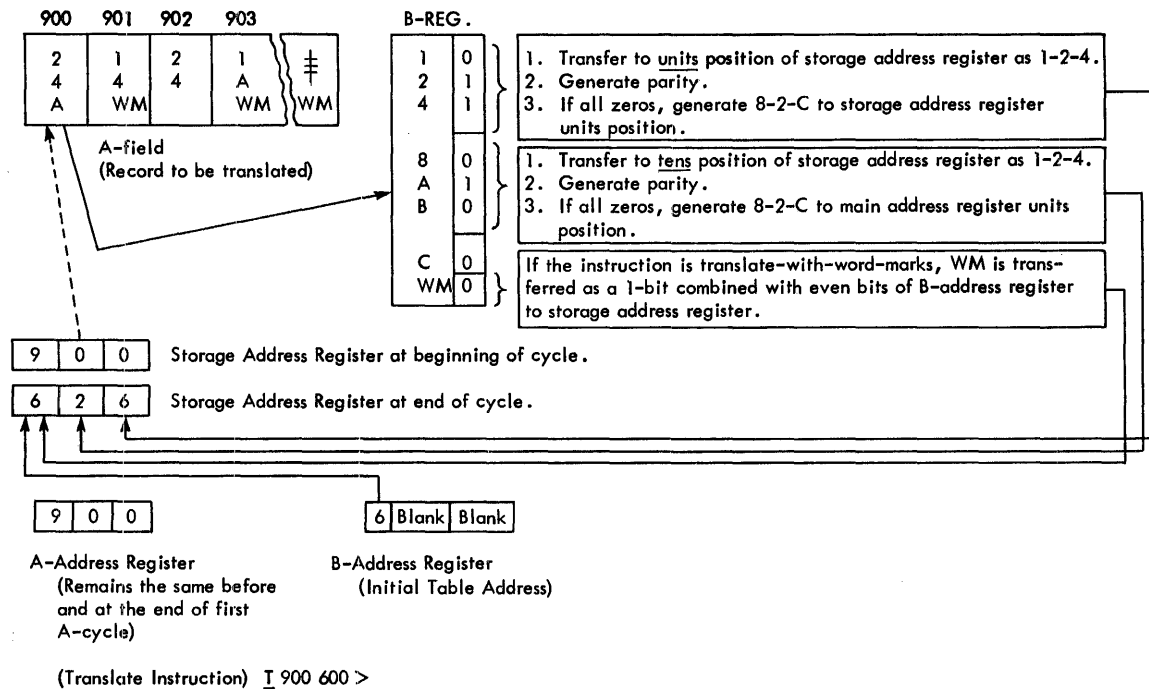 900 901 902 903
2 1 2 1 ⧧
4 4 4 A WM
A WM WM
A-field
(Record to be translated)
B-REG.
1 0
2 1
4 1
8 0
A 1
B 0
C 0
WM 0
1. Transfer to units position of storage address register as 1-2-4.
2. Generate parity.
3. If all zeros, generate 8-2-C to storage address register
units position.
1. Transfer to tens position of storage address register as 1-2-4.
2. Generate parity.
3. If all zeros, generate 8-2-C to main address register units
position.
If the instruction is translate-with-word-marks, WM is trans-
ferred as a 1-bit combined with even bits of B-address register
to storage address register.
9 0 0 Storage Address Register at beginning of cycle.
6 2 6 Storage Address Register at end of cycle.
9 0 0
6 Blank Blank
A-Address Register
(Remains the same before
and at the end of first
A-cycle)
B-Address Register
(Initial Table Address)
(Translate Instruction) T 900 600 >